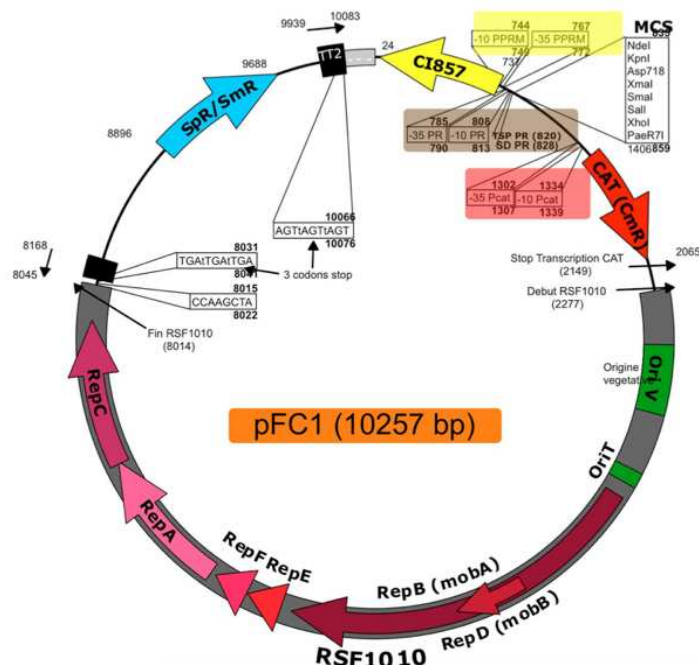 9939
10083
24
744
767
-10 PPRM
-35 PPRM
749
772
737
MCS
835
NdeI
KpnI
Asp718
XmaI
SmaI
SalI
XhoI
PaeR7I
859
1406
TT2
CI857
9688
SpR/SmR
8896
785
808
-35 PR
-10 PR
TSP PR (820)
SD PR (828)
790
813
1302
1334
-35 Pcat
-10 Pcat
1307
1339
CAT (CmR)
10066
AGTtAGTtAGT
10076
8168
8045
8031
TGAtTGAtTGA
8041
3 codons stop
8015
CCAAGCTA
8022
Stop Transcription CAT
(2149)
2065
Debut RSF1010
(2277)
Fin RSF1010
(8014)
Origine
vegetative
Ori V
OriT
pFC1 (10257 bp)
RepC
RepA
RepF
RepE
RepB (mobA)
RepD (mobB)
RSF1010